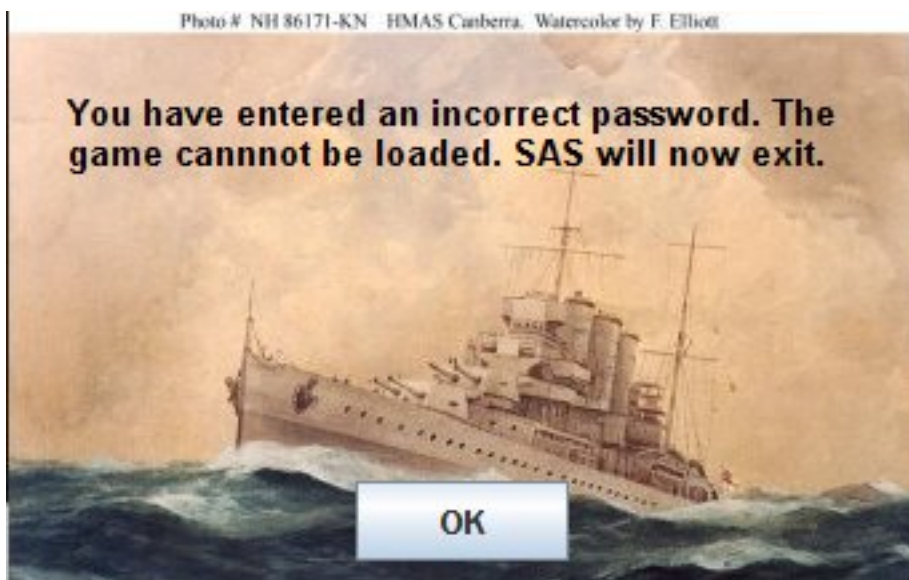 Photo # NH 86171-KN HMAS Canberra. Watercolor by F. Elliott
You have entered an incorrect password. The
game cannnot be loaded. SAS will now exit.
OK